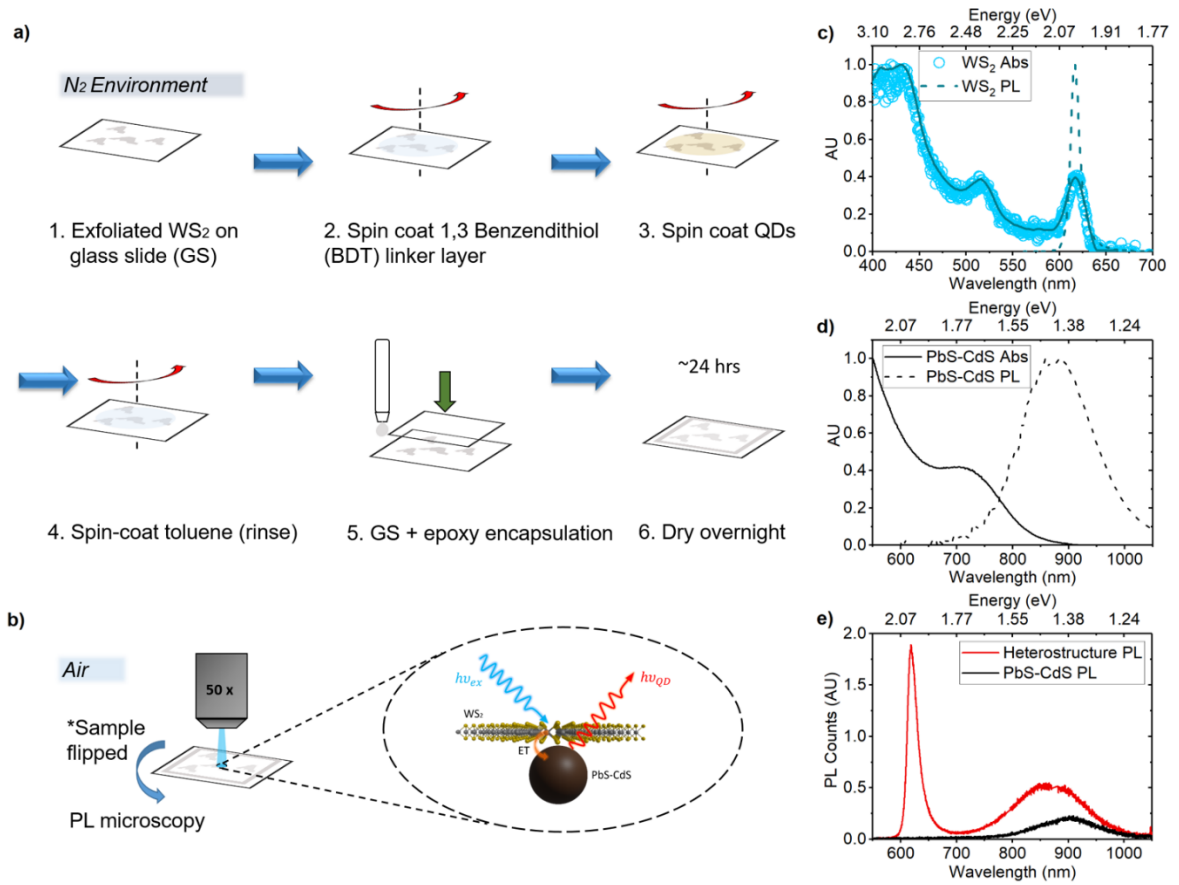 a)
N₂ Environment
1. Exfoliated WS₂ on
glass slide (GS)
2. Spin coat 1,3 Benzendithiol
(BDT) linker layer
3. Spin coat QDs
4. Spin-coat toluene (rinse)
5. GS + epoxy encapsulation
~24 hrs
6. Dry overnight
b)
Air
50 x
*Sample
flipped
PL microscopy
hυex
hυQD
WS₂
ET
PbS-CdS
c)
Energy (eV)
3.10 2.76 2.48 2.25 2.07 1.91 1.77
WS₂ Abs
WS₂ PL
AU
1.0
0.8
0.6
0.4
0.2
0.0
400 450 500 550 600 650 700
Wavelength (nm)
d)
Energy (eV)
2.07 1.77 1.55 1.38 1.24
PbS-CdS Abs
PbS-CdS PL
AU
1.0
0.8
0.6
0.4
0.2
0.0
600 700 800 900 1000
Wavelength (nm)
e)
Energy (eV)
2.07 1.77 1.55 1.38 1.24
Heterostructure PL
PbS-CdS PL
PL Counts (AU)
2.0
1.5
1.0
0.5
0.0
600 700 800 900 1000
Wavelength (nm)